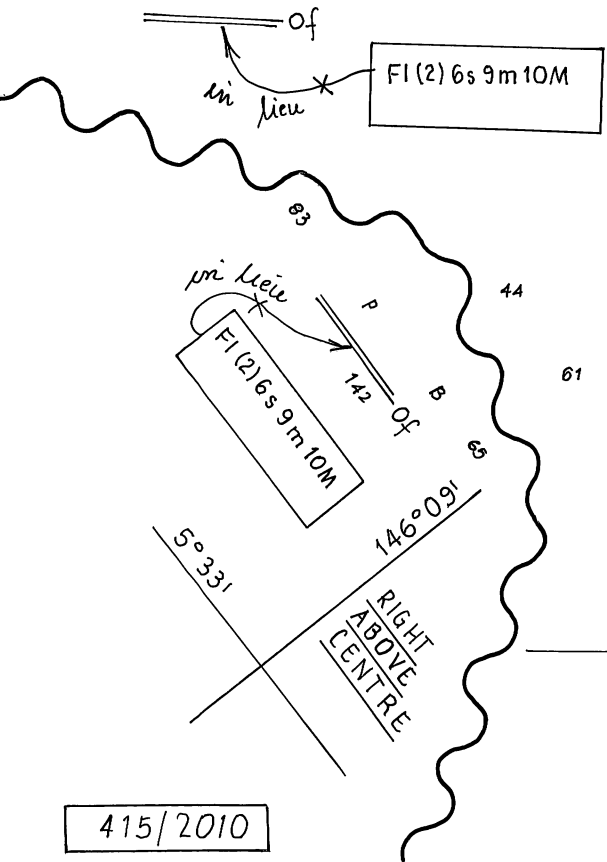 Of
Fl (2) 6s 9m 10M
in lieu
83
44
in lieu
P
61
Fl (2) 6s 9m 10M
142
B
Of
65
146°09'
5°33'
RIGHT
ABOVE
CENTRE
415/2010